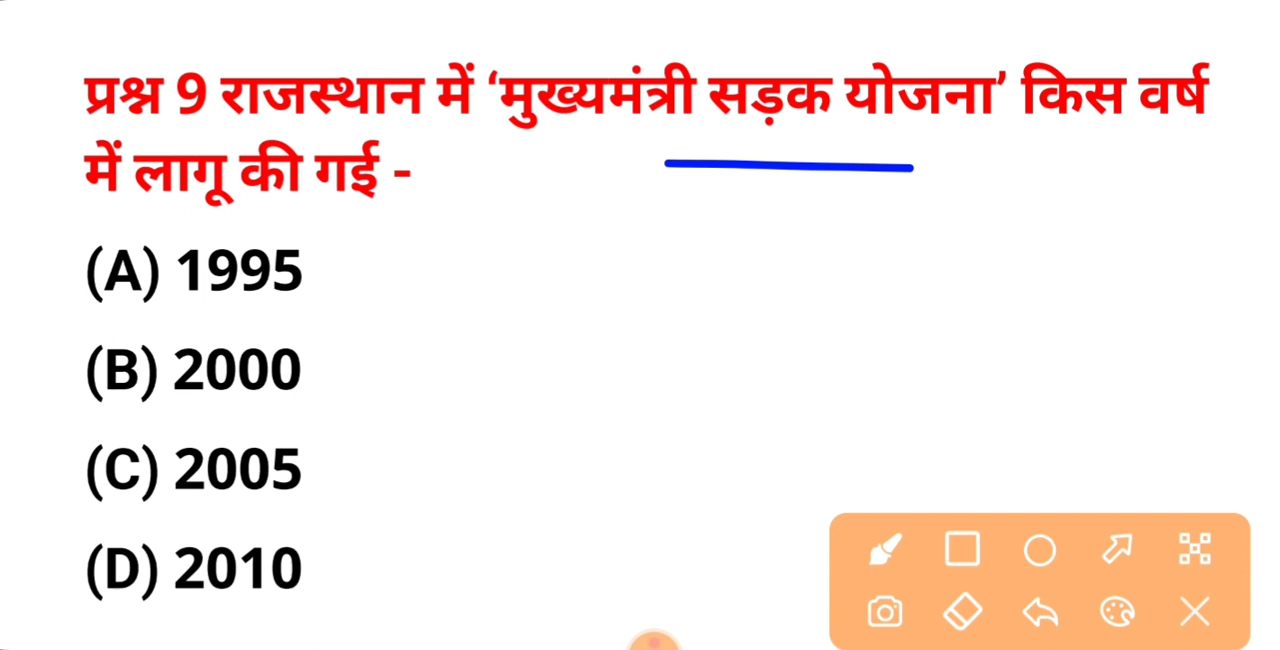 प्रश्न 9 राजस्थान में ‘मुख्यमंत्री सड़क योजना’ किस वर्ष
में लागू की गई -
(A) 1995
(B) 2000
(C) 2005
(D) 2010